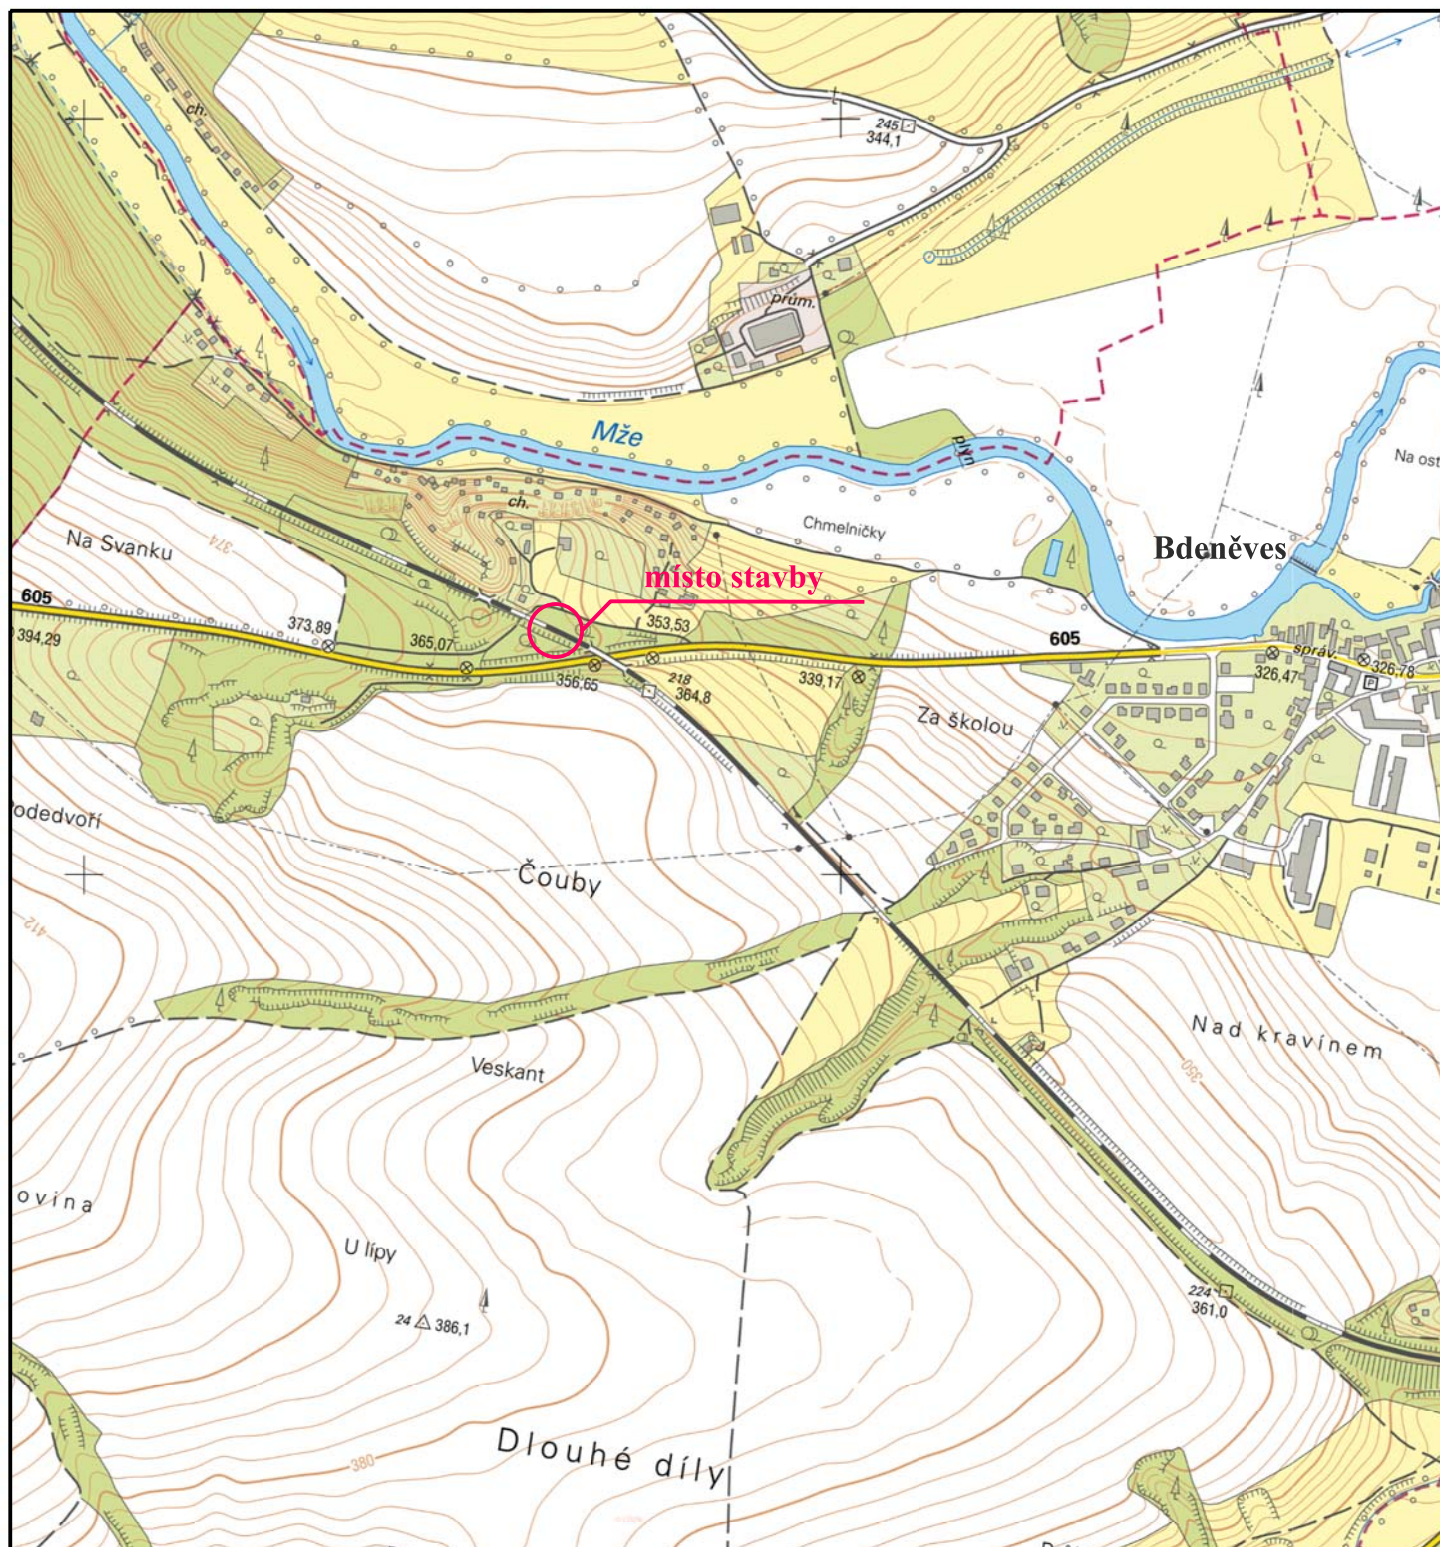 ch.
245
344,1
prům.
Mže
plyn
Na ost
ch.
Chmelničky
Na Svanku
374
Bdeněves
místo stavby
605
394,29
373,89
365,07
353,53
605
správ.
326,47
326,78
P
356,65
218
364,8
339,17
Za školou
odedvoří
Čouby
412
Nad kravínem
Veskant
350
ovina
U lípy
224
361,0
24 386,1
Dlouhé díly
380